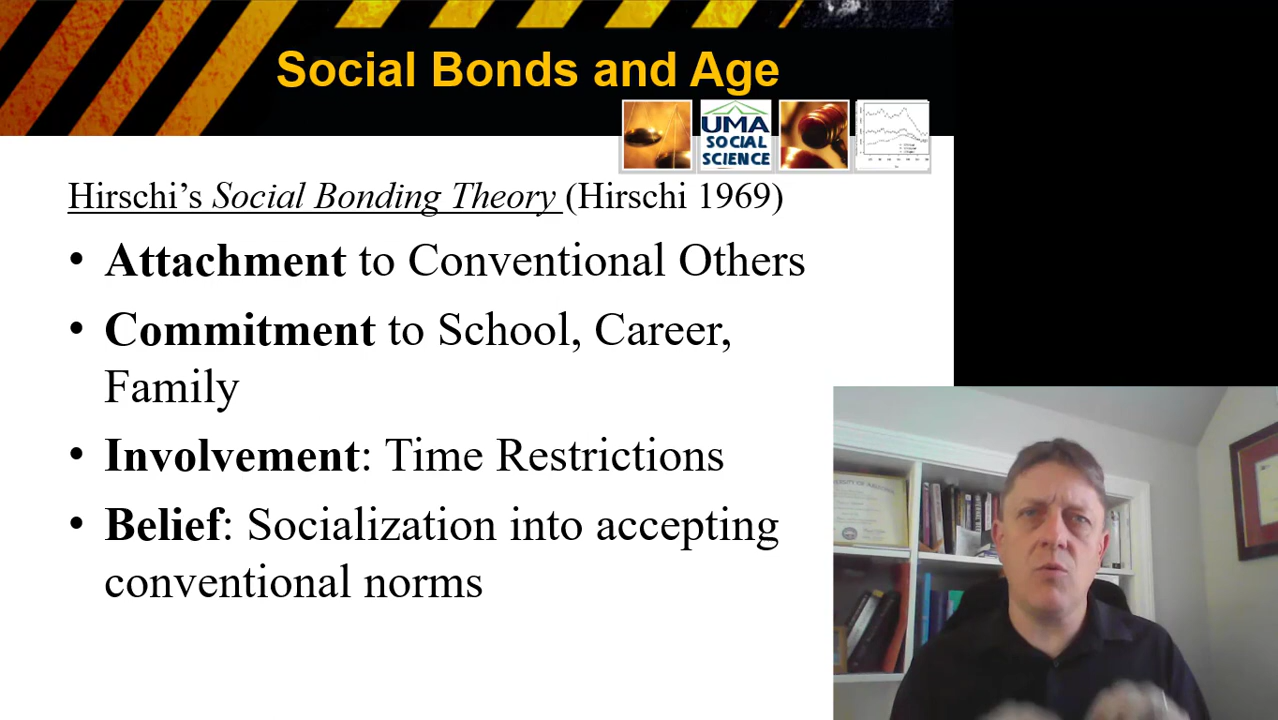 Social Bonds and Age
UMA
SOCIAL
SCIENCE
Hirschi’s Social Bonding Theory (Hirschi 1969)
• Attachment to Conventional Others
• Commitment to School, Career,
Family
• Involvement: Time Restrictions
• Belief: Socialization into accepting
conventional norms